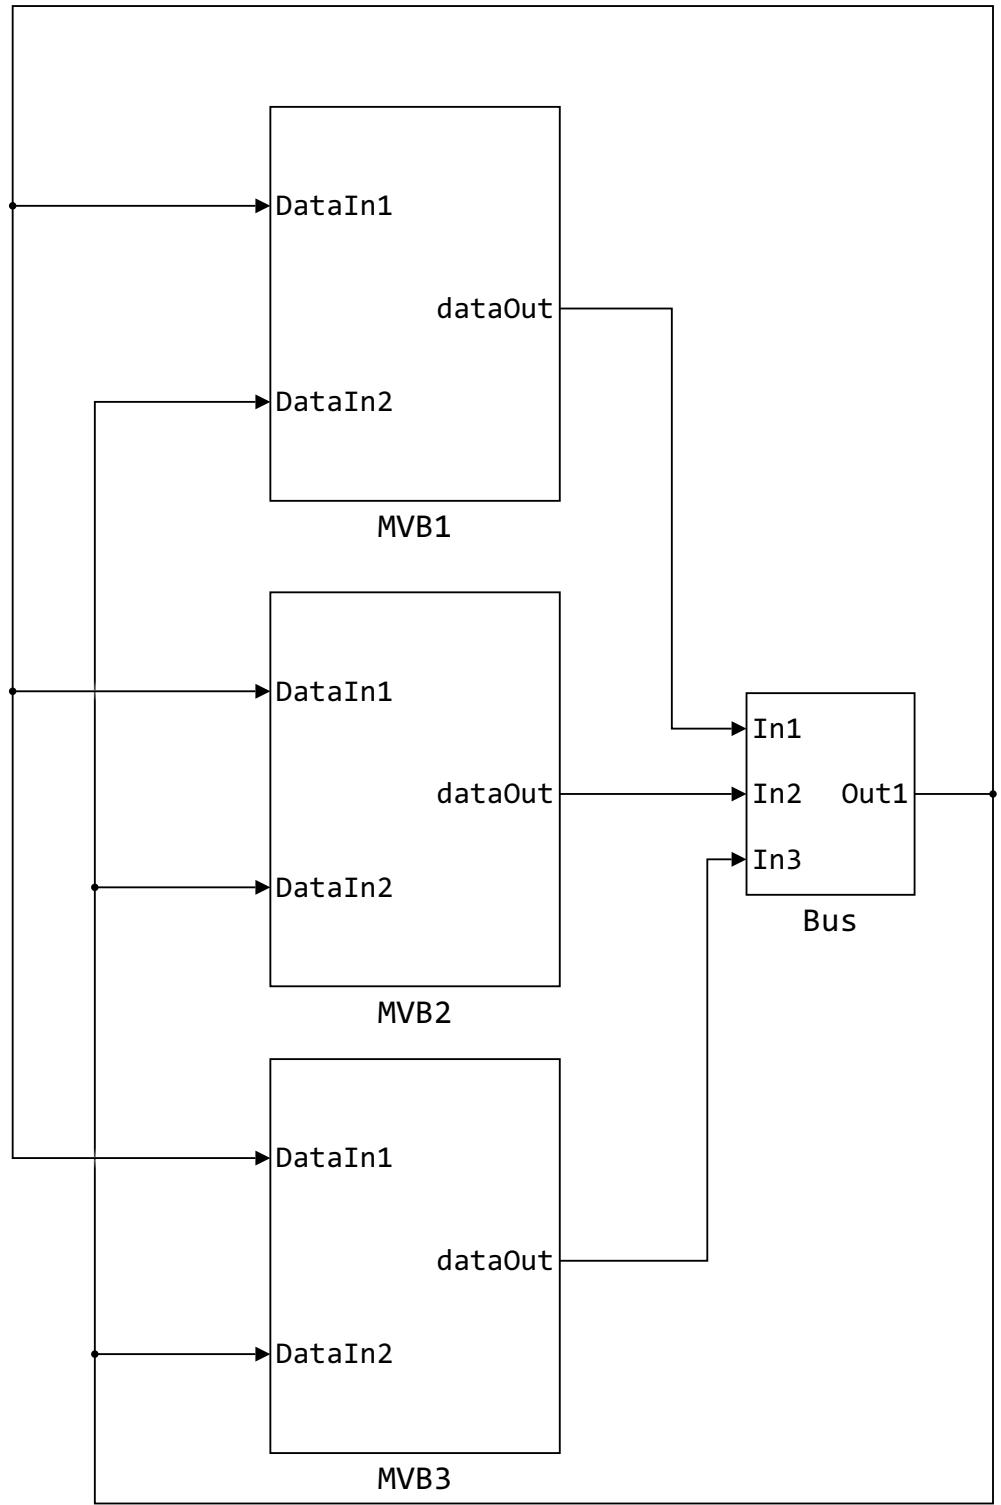 DataIn1
dataOut
DataIn2
MVB1
DataIn1
dataOut
DataIn2
MVB2
DataIn1
dataOut
DataIn2
MVB3
In1
In2 Out1
In3
Bus